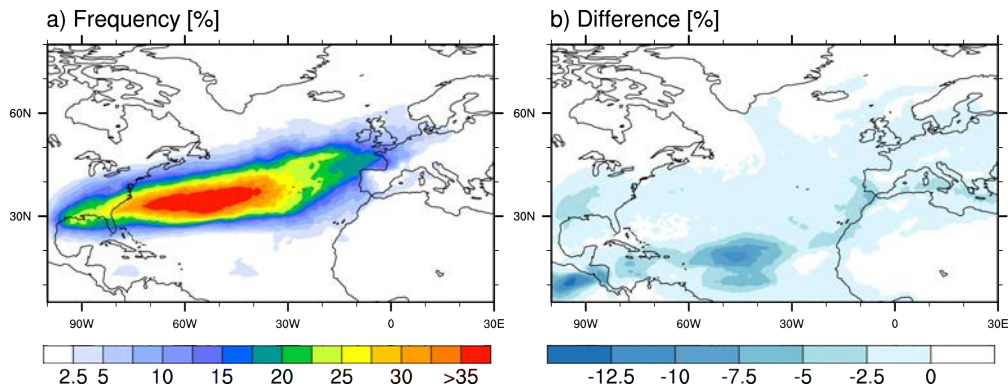 a) Frequency [%]
b) Difference [%]
60N
30N
90W 60W 30W 0 30E
60N
30N
90W 60W 30W 0 30E
2.5 5 10 15 20 25 30 >35
-12.5 -10 -7.5 -5 -2.5 0